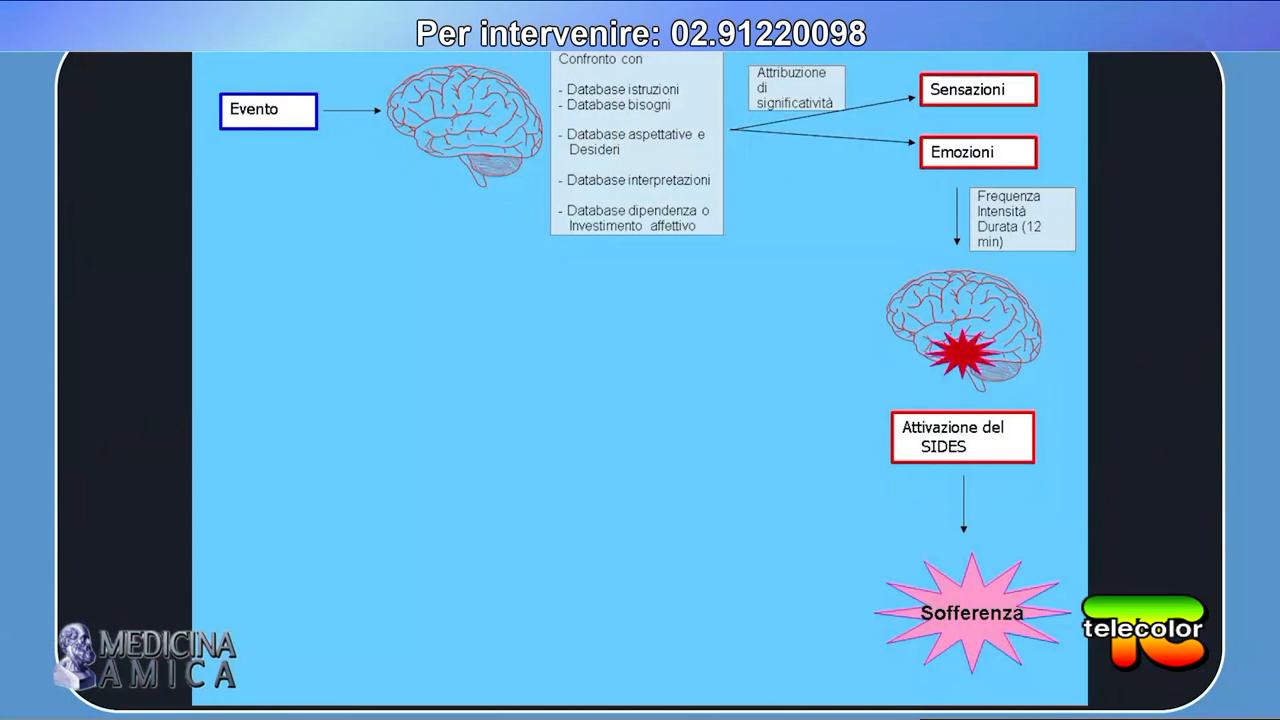 Per intervenire: 02.91220098
Evento
Confronto con
- Database istruzioni
- Database bisogni
- Database aspettative e
Desideri
- Database interpretazioni
- Database dipendenza o
Investimento affettivo
Attribuzione
di
significatività
Sensazioni
Emozioni
Frequenza
Intensità
Durata (12
min)
Attivazione del
SIDES
Sofferenza
MEDICINA
AMICA
telecolor
TC